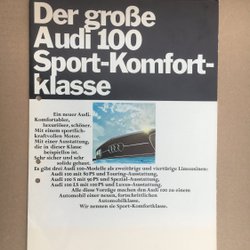 Der große
Audi 100
Sport-Komfort-
klasse
Ein neuer Audi.
Komfortabler,
luxuriöser, schöner.
Mit einem sportlich-
kraftvollen Motor.
Mit einer Ausstattung,
die in dieser Klasse
beispiellos ist.
Sehr sicher und sehr
solide gebaut.
Es gibt drei Audi 100-Modelle als zweitürige und viertürige Limousinen:
Audi 100 mit 80 PS und Touring-Ausstattung,
Audi 100 S mit 90 PS und Spezial-Ausstattung,
Audi 100 LS mit 100 PS und Luxus-Ausstattung.
Alle diese Vorzüge machen den Audi 100 zu einem
Automobil einer neuen, fortschrittlichen
Automobilklasse.
Wir nennen sie Sport-Komfortklasse.